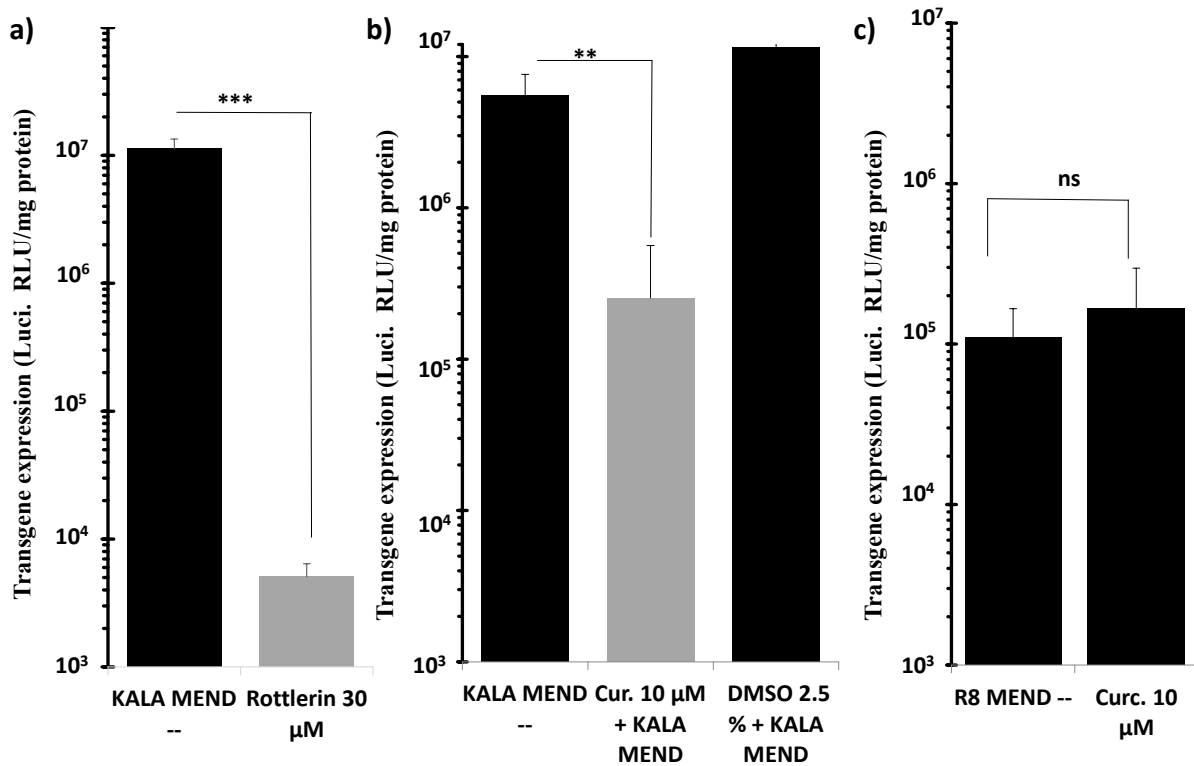 a)
Transgene expression (Luci. RLU/mg protein)
10⁷
10⁶
10⁵
10⁴
10³
***
KALA MEND
--
Rottlerin 30
µM
b)
Transgene expression (Luci. RLU/mg protein)
10⁷
10⁶
10⁵
10⁴
10³
**
KALA MEND
--
Cur. 10 µM
+ KALA
MEND
DMSO 2.5
% + KALA
MEND
c)
Transgene expression (Luci. RLU/mg protein)
10⁷
10⁶
10⁵
10⁴
10³
ns
R8 MEND --
Curc. 10
µM